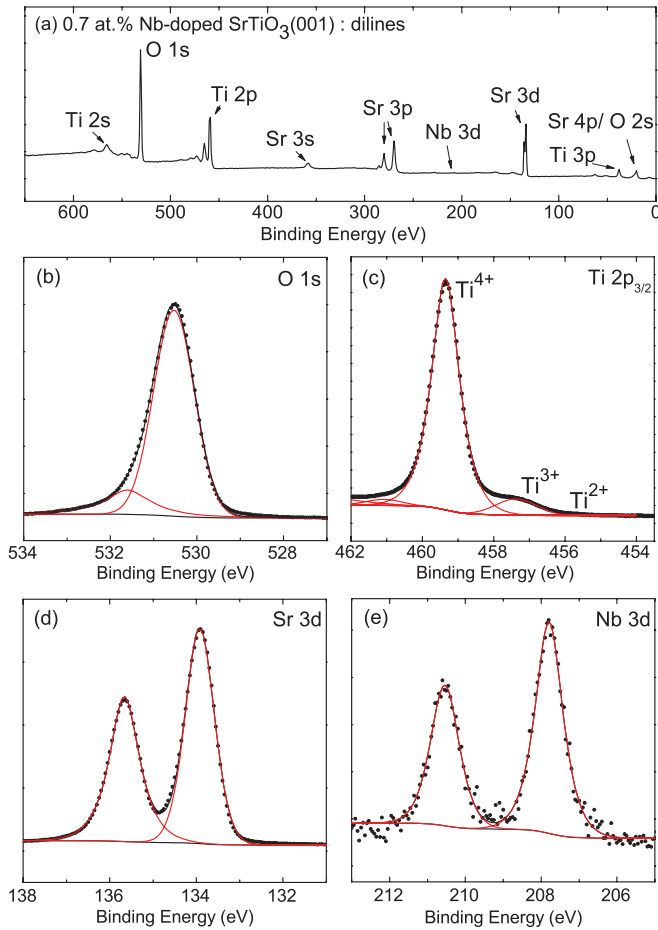 (a) 0.7 at.% Nb-doped SrTiO3(001) : dilines
O 1s
Ti 2s
Ti 2p
Sr 3s
Sr 3p
Nb 3d
Sr 3d
Sr 4p/ O 2s
Ti 3p
600 500 400 300 200 100 0
Binding Energy (eV)
(b) O 1s
534 532 530 528
Binding Energy (eV)
(c) Ti 2p3/2
Ti4+
Ti3+
Ti2+
462 460 458 456 454
Binding Energy (eV)
(d) Sr 3d
138 136 134 132
Binding Energy (eV)
(e) Nb 3d
212 210 208 206
Binding Energy (eV)